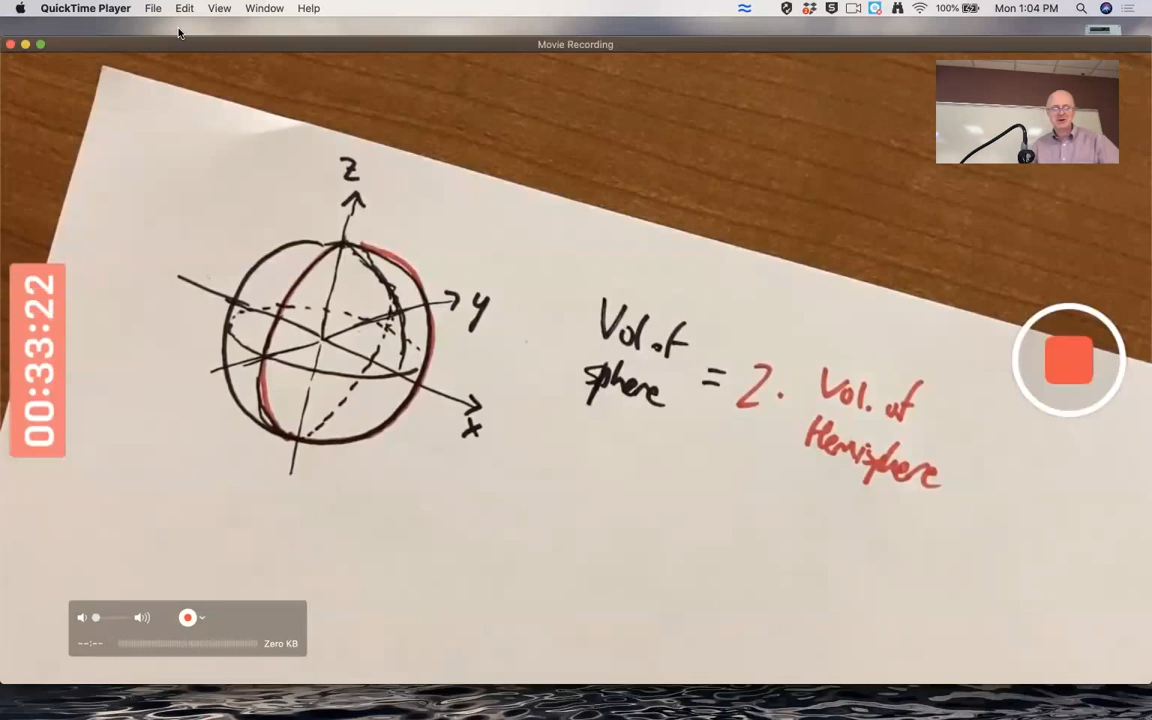 QuickTime Player File Edit View Window Help 100% Mon 1:04 PM
Movie Recording
z
y
x
Vol. of
sphere = 2. Vol. of
Hemisphere
00:33:22
--:-- Zero KB